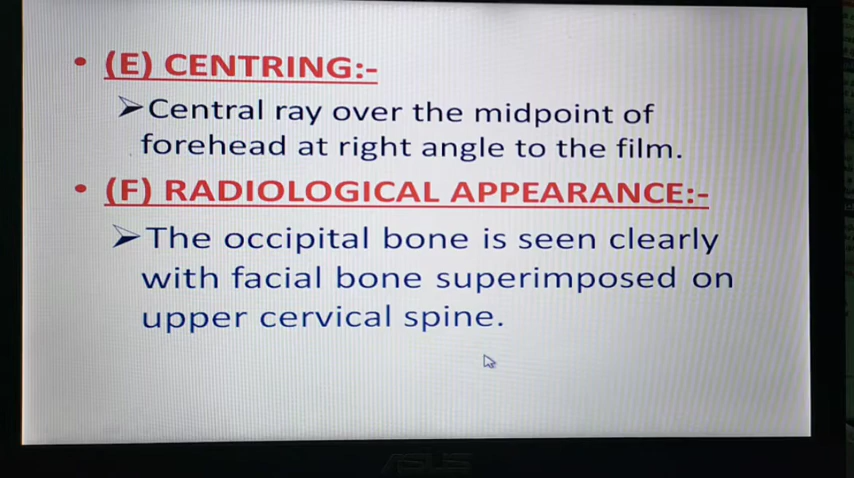 • (E) CENTRING:-
➢Central ray over the midpoint of
forehead at right angle to the film.
• (F) RADIOLOGICAL APPEARANCE:-
➢The occipital bone is seen clearly
with facial bone superimposed on
upper cervical spine.
ASUS